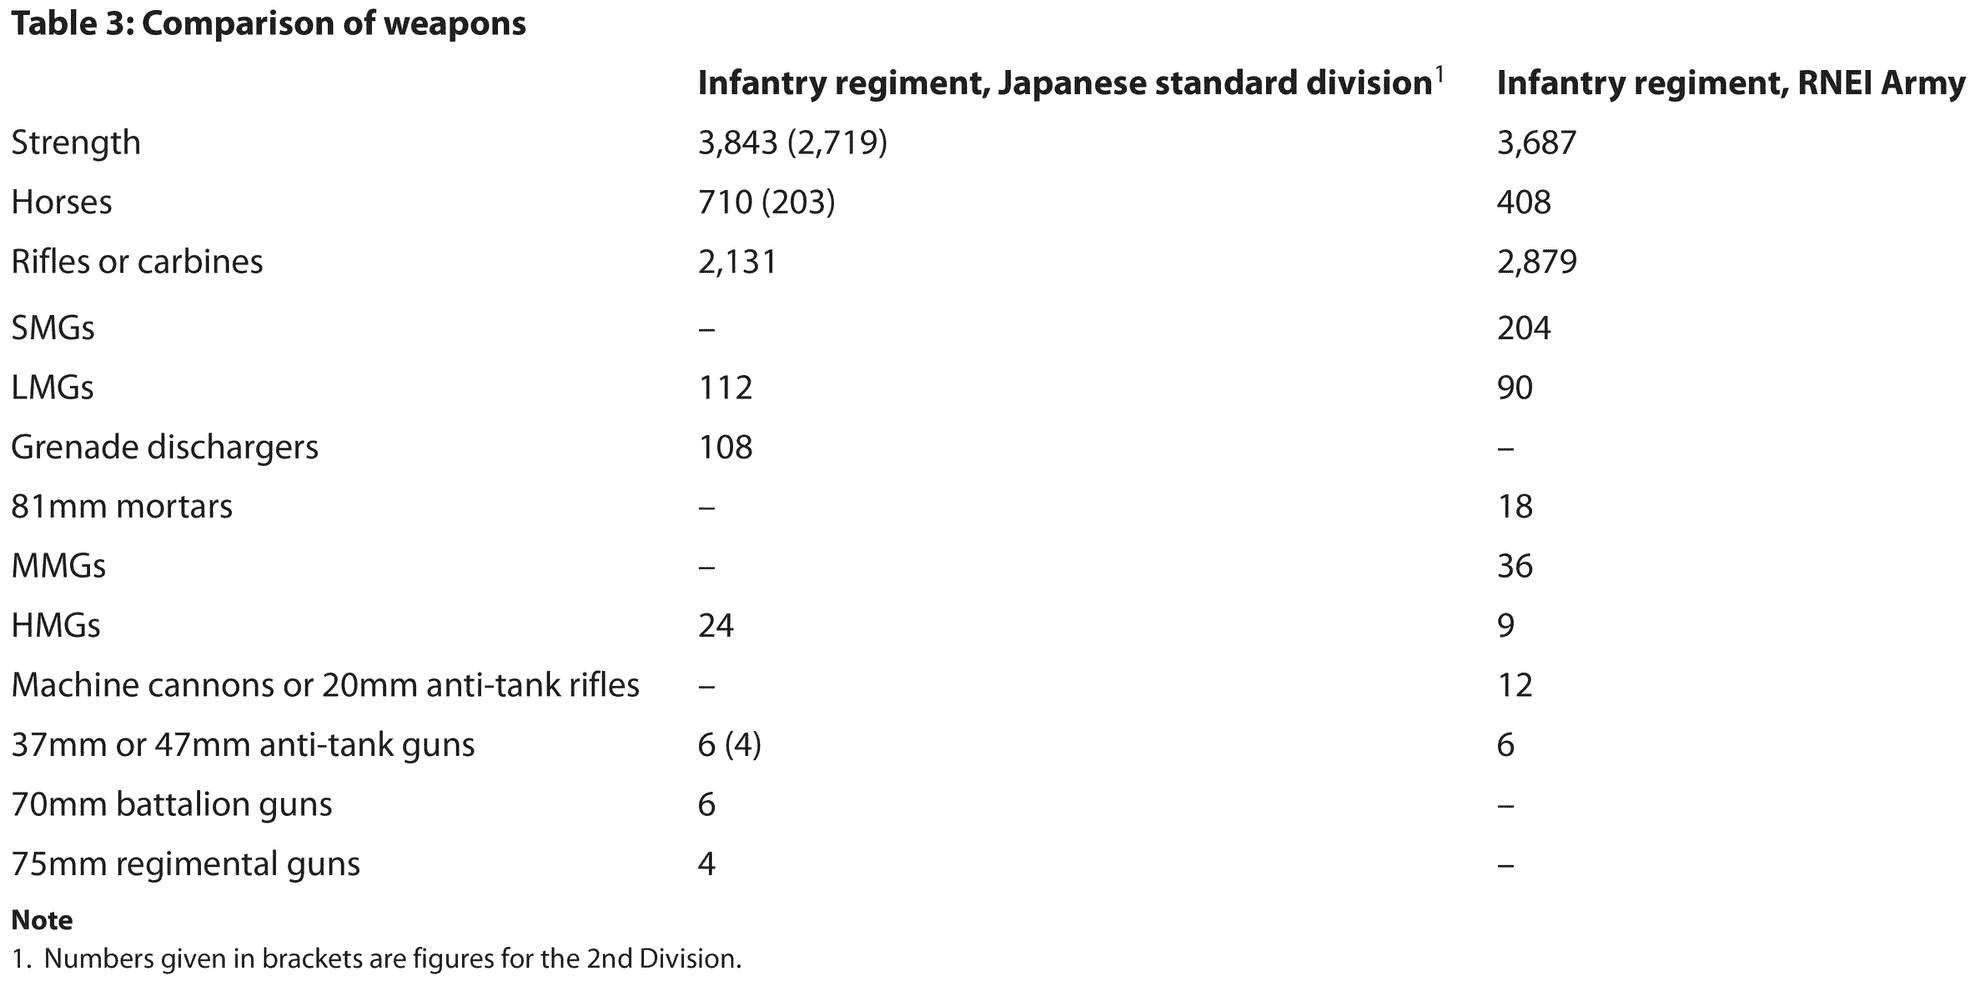 Table 3: Comparison of weapons
Infantry regiment, Japanese standard division¹ Infantry regiment, RNEI Army
Strength 3,843 (2,719) 3,687
Horses 710 (203) 408
Rifles or carbines 2,131 2,879
SMGs – 204
LMGs 112 90
Grenade dischargers 108 –
81mm mortars – 18
MMGs – 36
HMGs 24 9
Machine cannons or 20mm anti-tank rifles – 12
37mm or 47mm anti-tank guns 6 (4) 6
70mm battalion guns 6 –
75mm regimental guns 4 –
Note
1. Numbers given in brackets are figures for the 2nd Division.